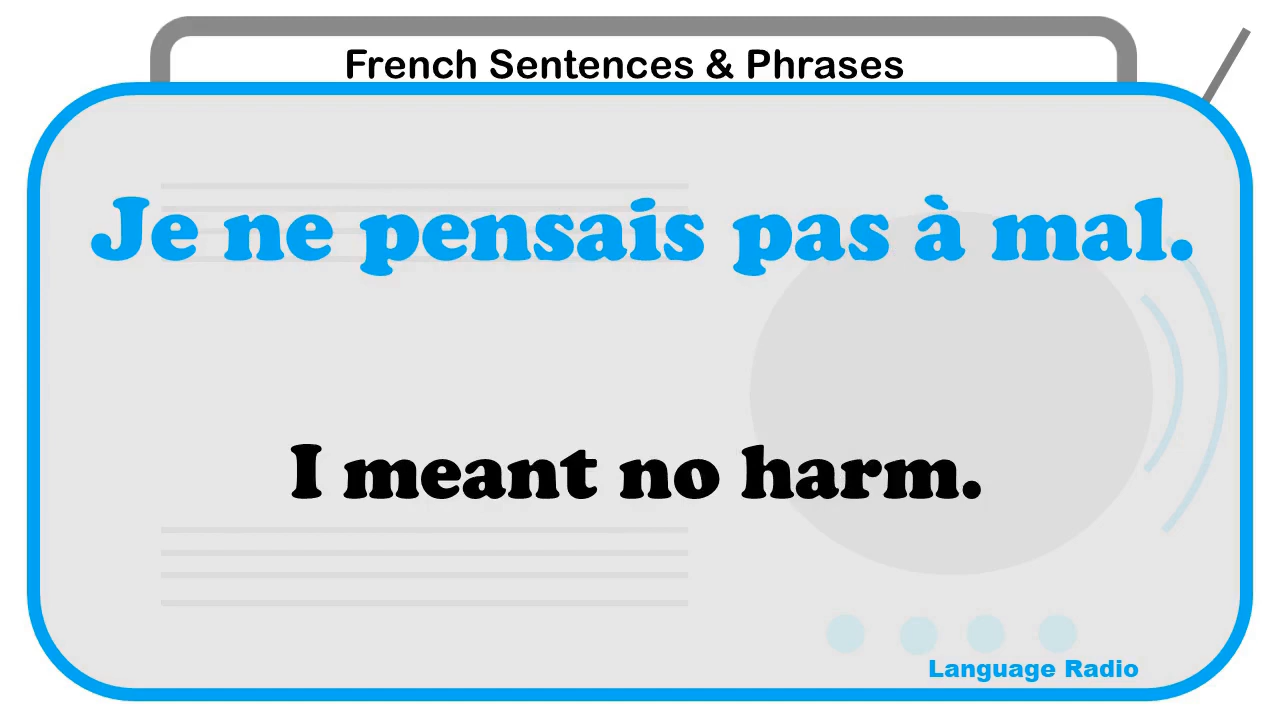 French Sentences & Phrases
Je ne pensais pas à mal.
I meant no harm.
Language Radio